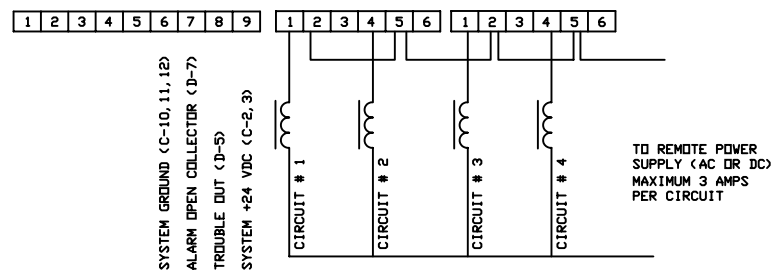 1 2 3 4 5 6 7 8 9 1 2 3 4 5 6 1 2 3 4 5 6
SYSTEM GROUND (C-10,11,12)
ALARM OPEN COLLECTOR (D-7)
TROUBLE OUT (D-5)
SYSTEM +24 VDC (C-2,3)
CIRCUIT # 1
CIRCUIT # 2
CIRCUIT # 3
CIRCUIT # 4
TO REMOTE POWER
SUPPLY (AC OR DC)
MAXIMUM 3 AMPS
PER CIRCUIT